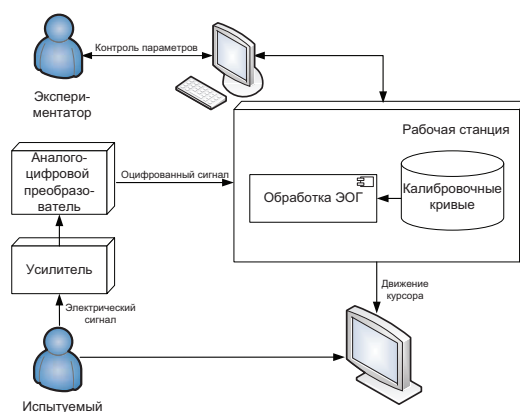 Контроль параметров
Экспери-
ментатор
Рабочая станция
Аналого-
цифровой
преобразо-
ватель
Оцифрованный сигнал
Обработка ЭОГ
Калибровочные
кривые
Усилитель
Движение
курсора
Электрический
сигнал
Испытуемый